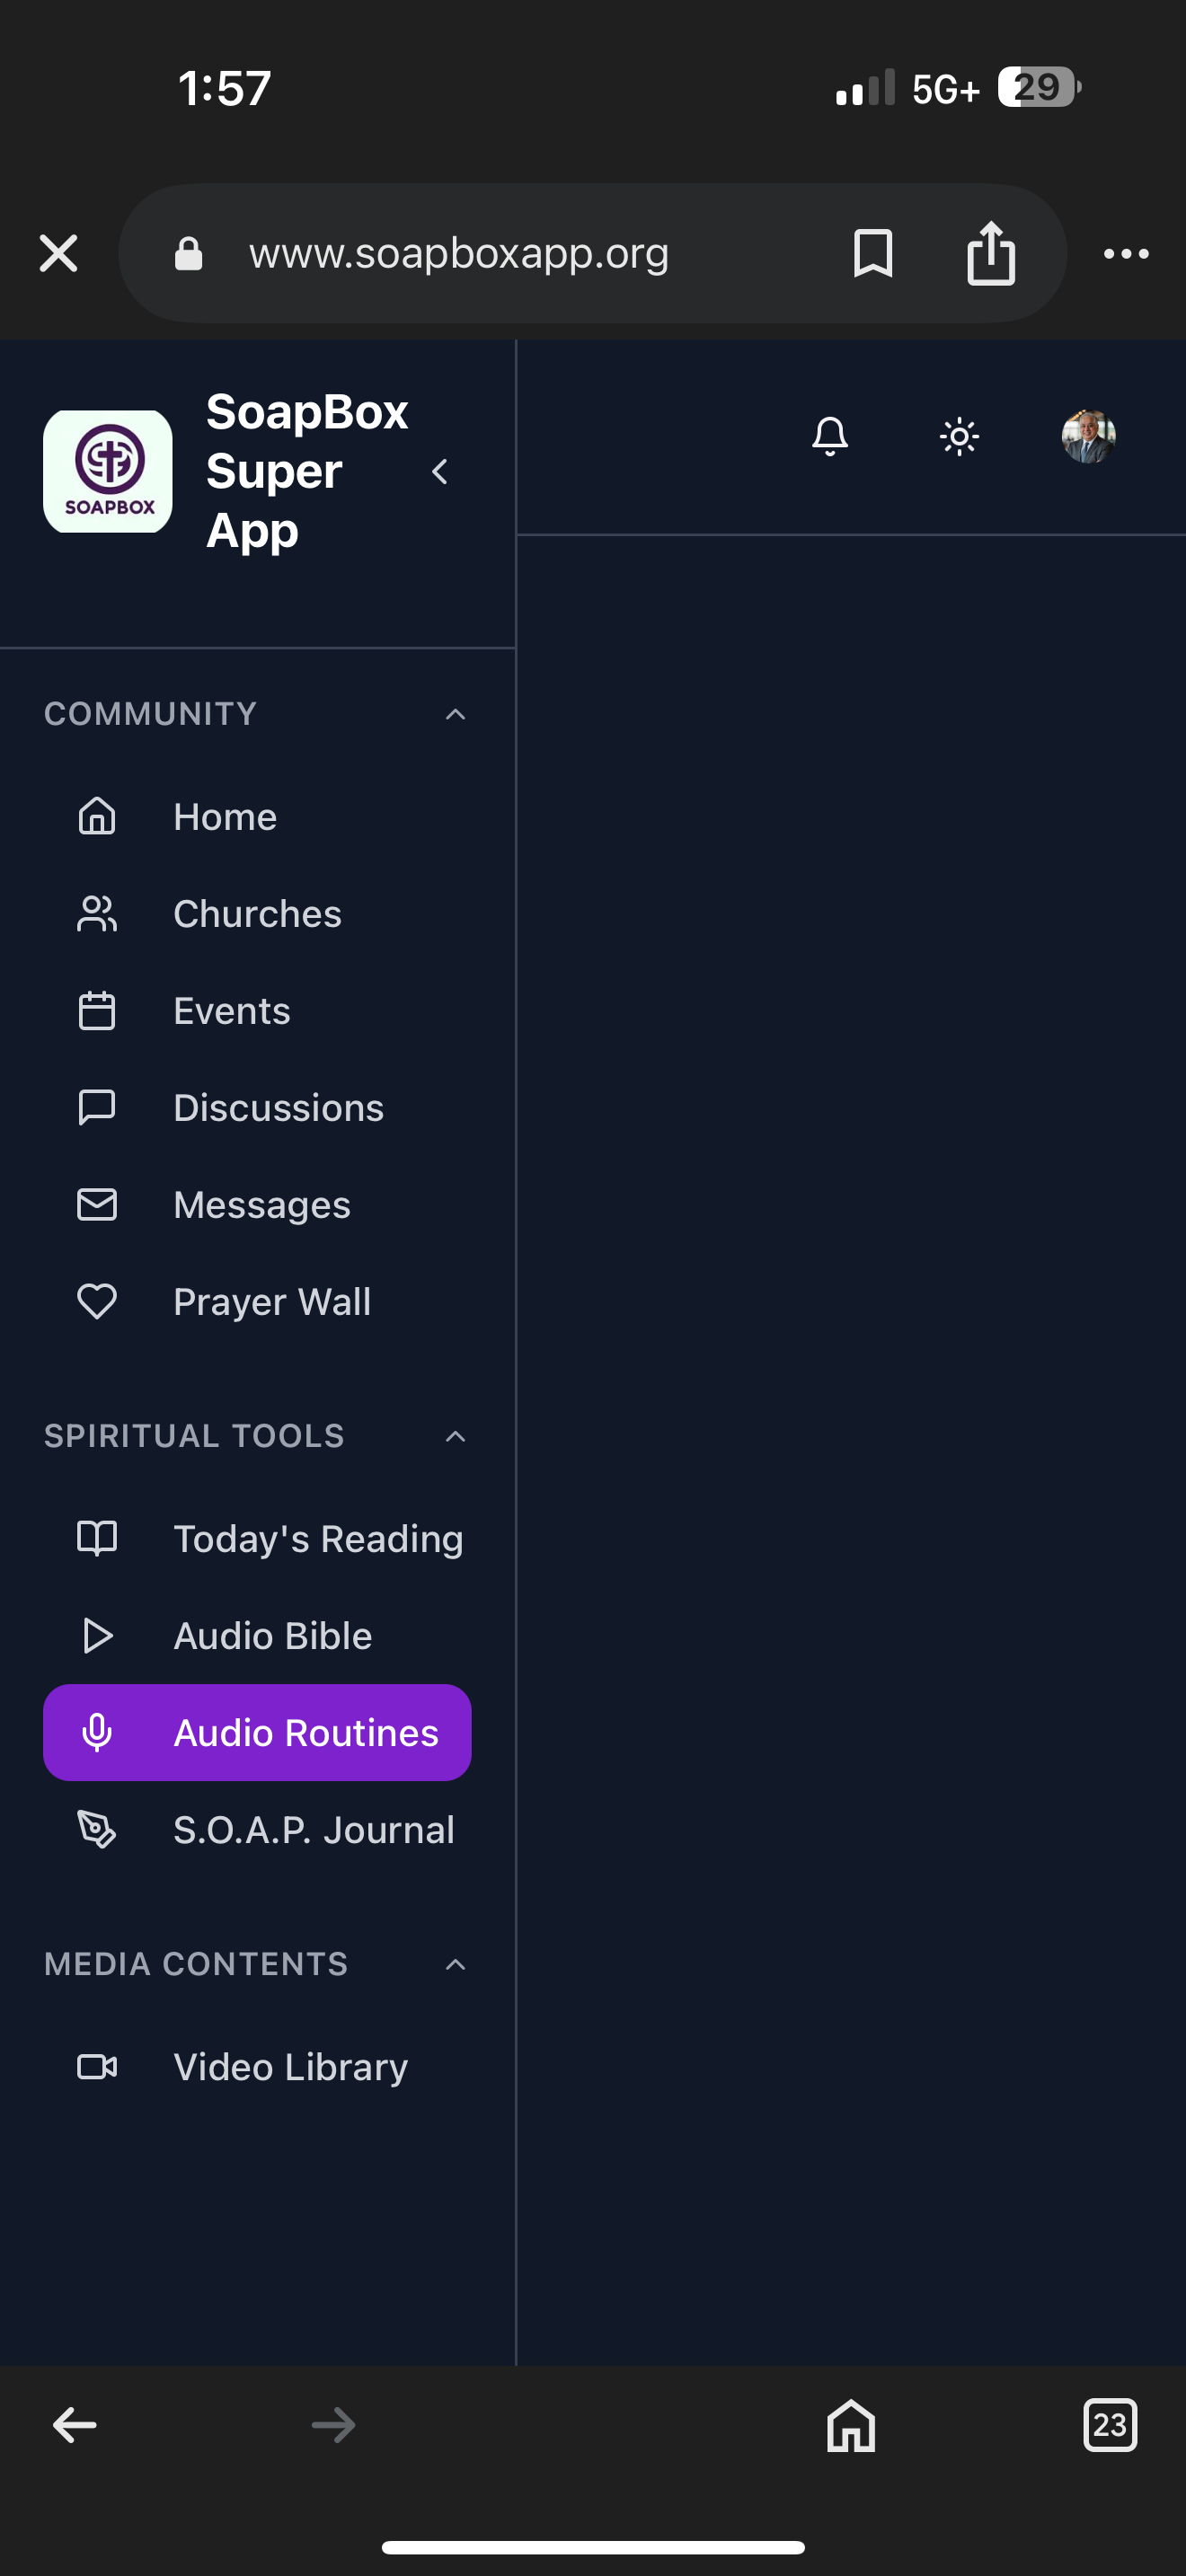 1:57
5G+
29
www.soapboxapp.org
SOAPBOX
SoapBox
Super
App
COMMUNITY
Home
Churches
Events
Discussions
Messages
Prayer Wall
SPIRITUAL TOOLS
Today's Reading
Audio Bible
Audio Routines
S.O.A.P. Journal
MEDIA CONTENTS
Video Library
23